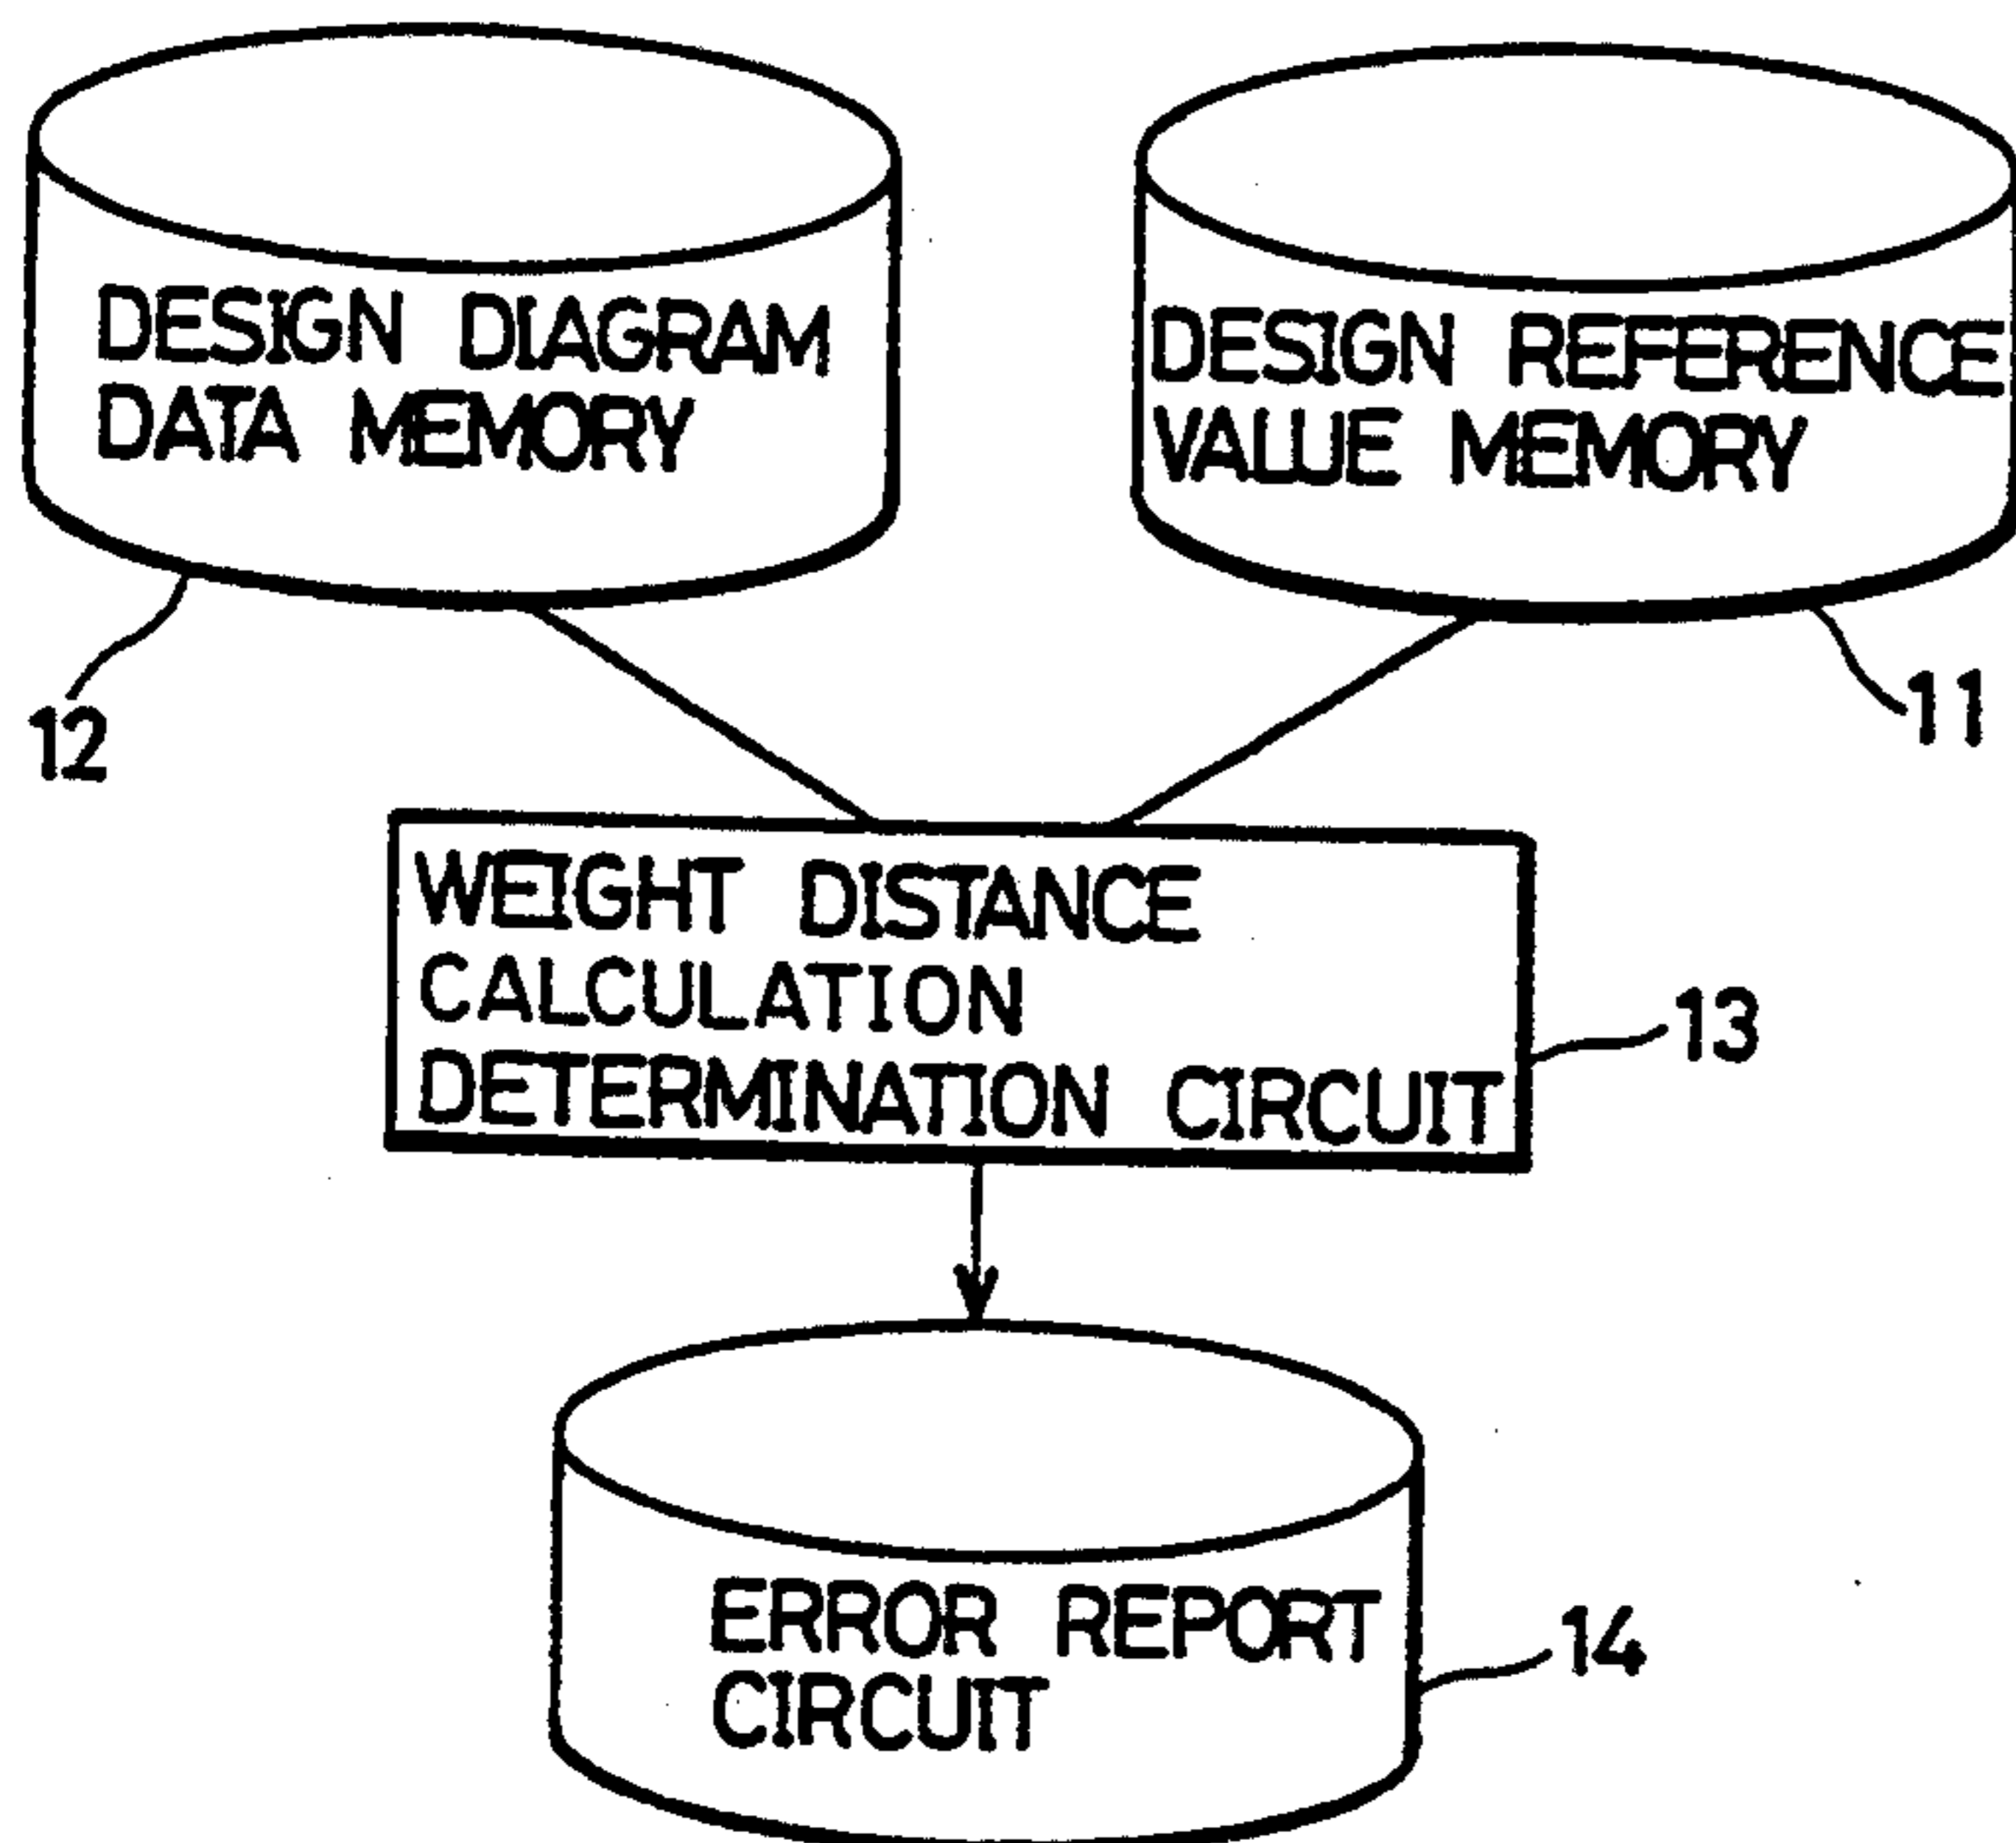 DESIGN DIAGRAM
DATA MEMORY
DESIGN REFERENCE
VALUE MEMORY
12
11
WEIGHT DISTANCE
CALCULATION
DETERMINATION CIRCUIT
13
ERROR REPORT
CIRCUIT
14